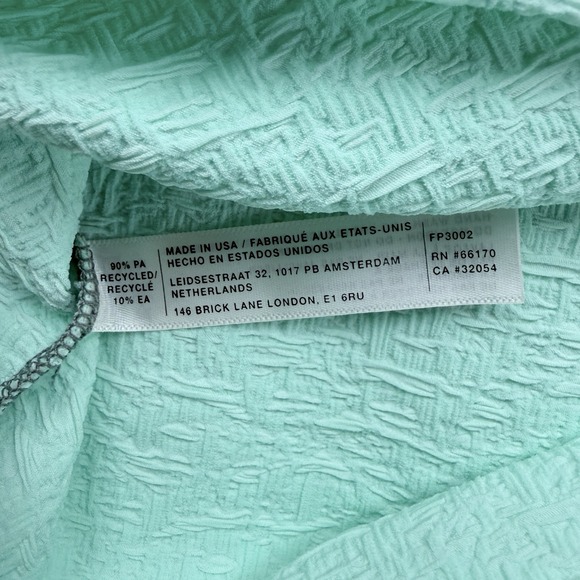 90% PA
RECYCLED/
RECYCLÉ
10% EA
MADE IN USA / FABRIQUÉ AUX ETATS-UNIS
HECHO EN ESTADOS UNIDOS
LEIDSESTRAAT 32, 1017 PB AMSTERDAM
NETHERLANDS
146 BRICK LANE LONDON, E1 6RU
FP3002
RN #66170
CA #32054